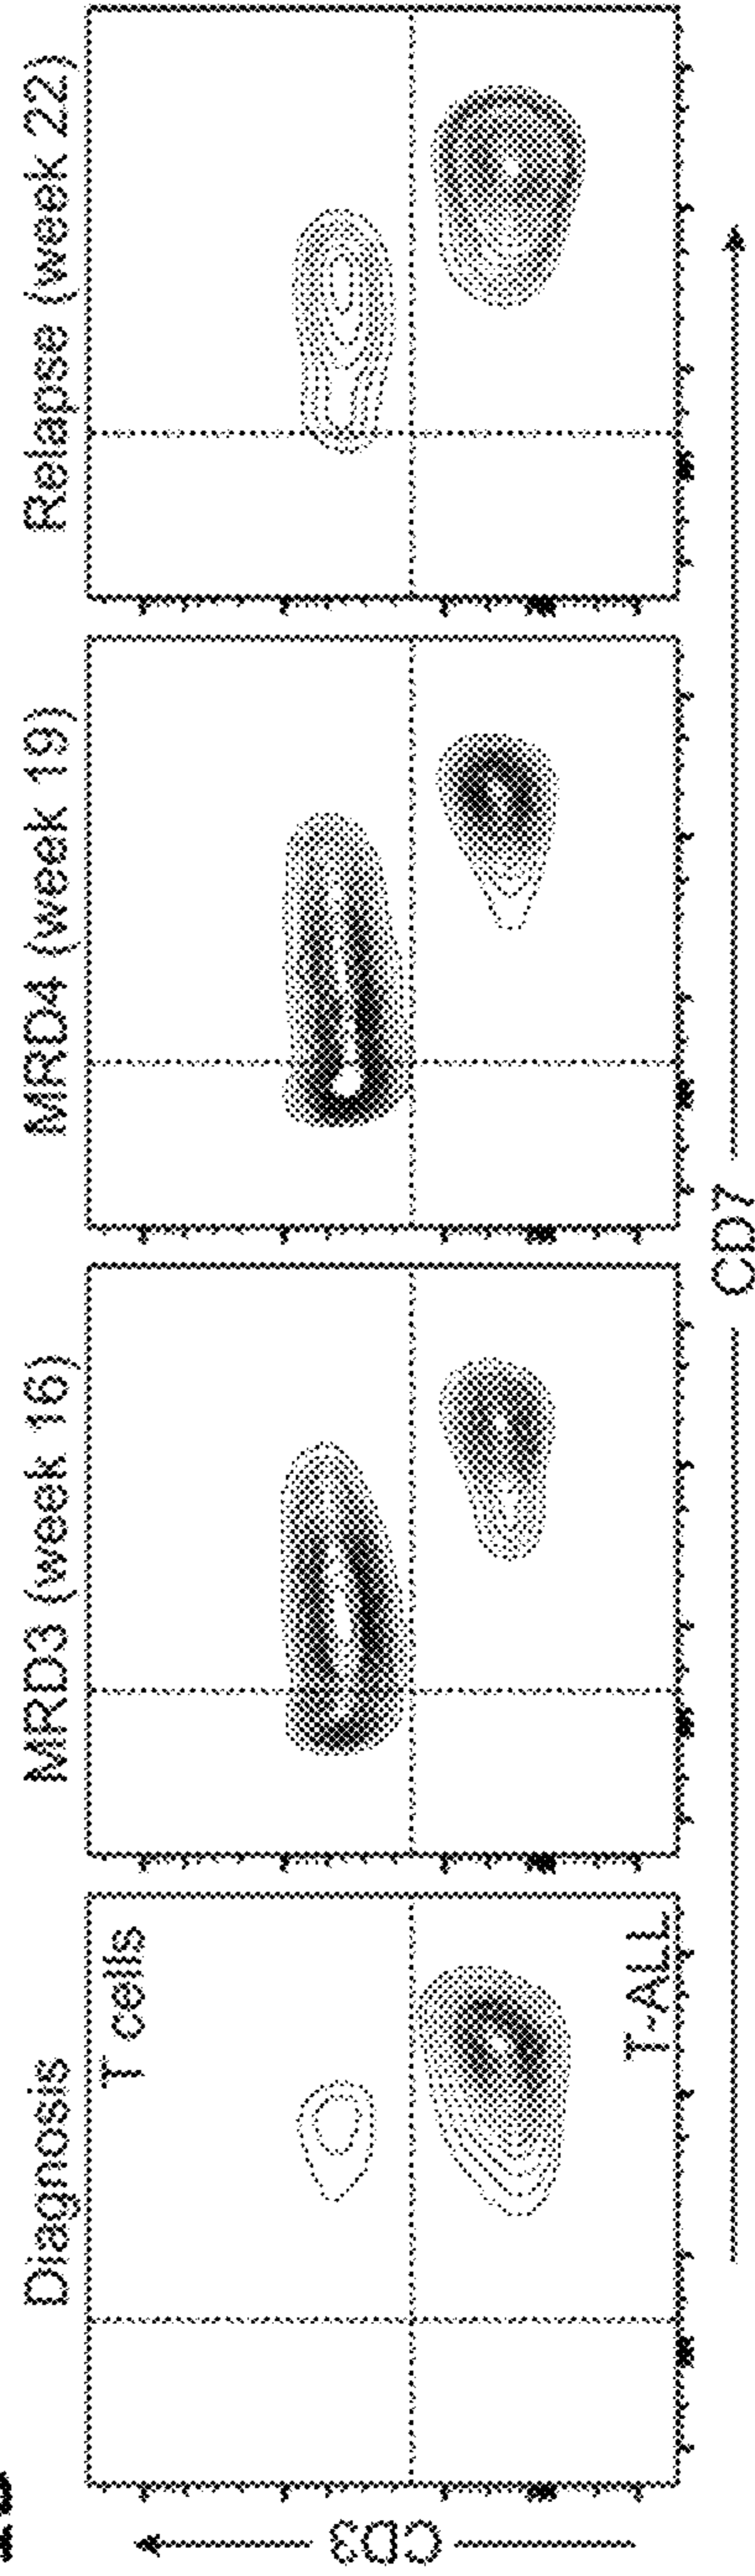 Diagnosis
MRD3 (week 16)
MRD4 (week 19)
Relapse (week 22)
T cells
T-ALL
CD3
CD7